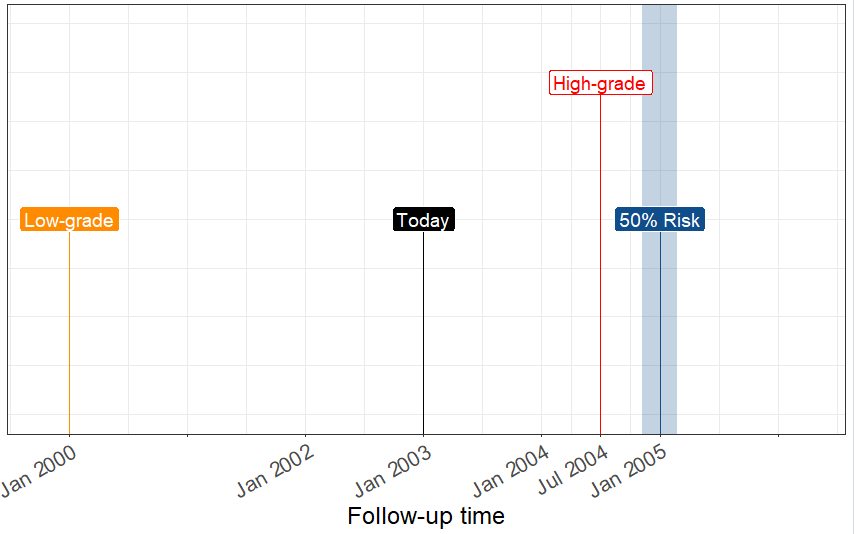 High-grade
Low-grade
Today
50% Risk
Jan 2000
Jan 2002
Jan 2003
Jan 2004
Jul 2004
Jan 2005
Follow-up time